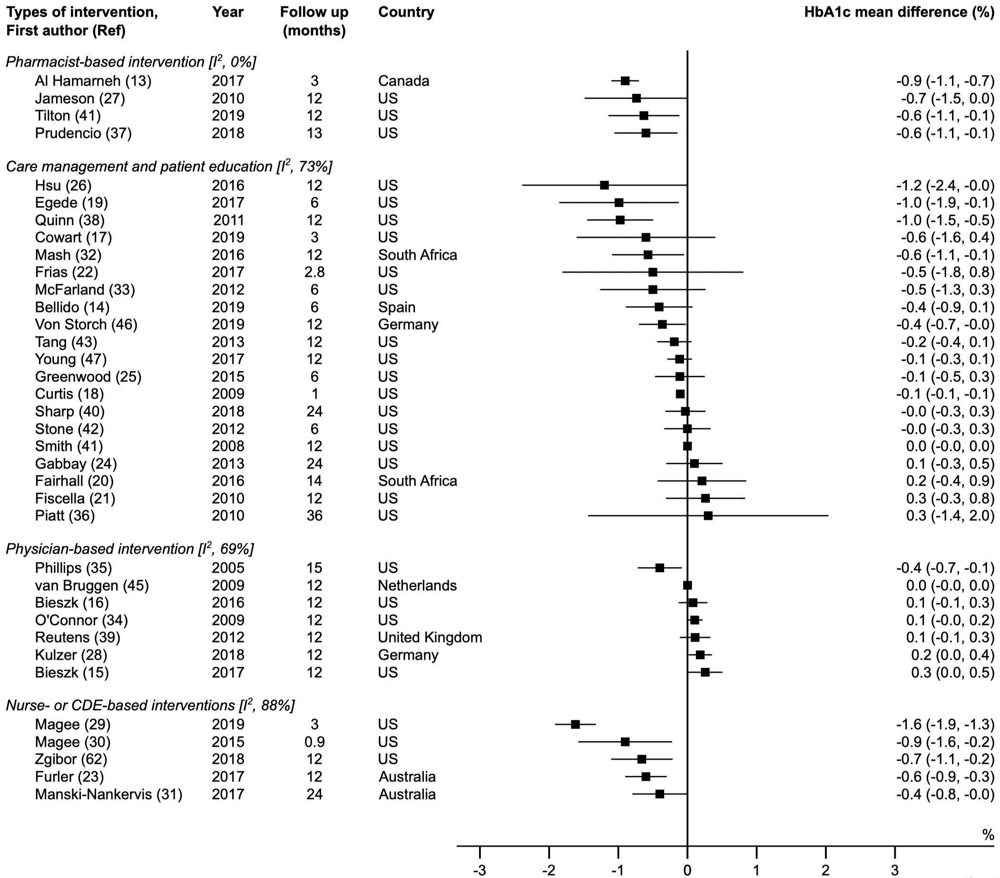 Types of intervention, Year Follow up Country HbA1c mean difference (%)
First author (Ref) (months)
Pharmacist-based intervention [I², 0%]
Al Hamarneh (13) 2017 3 Canada -0.9 (-1.1, -0.7)
Jameson (27) 2010 12 US -0.7 (-1.5, 0.0)
Tilton (41) 2019 12 US -0.6 (-1.1, -0.1)
Prudencio (37) 2018 13 US -0.6 (-1.1, -0.1)
Care management and patient education [I², 73%]
Hsu (26) 2016 12 US -1.2 (-2.4, -0.0)
Egede (19) 2017 6 US -1.0 (-1.9, -0.1)
Quinn (38) 2011 12 US -1.0 (-1.5, -0.5)
Cowart (17) 2019 3 US -0.6 (-1.6, 0.4)
Mash (32) 2016 12 South Africa -0.6 (-1.1, -0.1)
Frias (22) 2017 2.8 US -0.5 (-1.8, 0.8)
McFarland (33) 2012 6 US -0.5 (-1.3, 0.3)
Bellido (14) 2019 6 Spain -0.4 (-0.9, 0.1)
Von Storch (46) 2019 12 Germany -0.4 (-0.7, -0.0)
Tang (43) 2013 12 US -0.2 (-0.4, 0.1)
Young (47) 2017 12 US -0.1 (-0.3, 0.1)
Greenwood (25) 2015 6 US -0.1 (-0.5, 0.3)
Curtis (18) 2009 1 US -0.1 (-0.1, -0.1)
Sharp (40) 2018 24 US -0.0 (-0.3, 0.3)
Stone (42) 2012 6 US -0.0 (-0.3, 0.3)
Smith (41) 2008 12 US 0.0 (-0.0, 0.0)
Gabbay (24) 2013 24 US 0.1 (-0.3, 0.5)
Fairhall (20) 2016 14 South Africa 0.2 (-0.4, 0.9)
Fiscella (21) 2010 12 US 0.3 (-0.3, 0.8)
Piatt (36) 2010 36 US 0.3 (-1.4, 2.0)
Physician-based intervention [I², 69%]
Phillips (35) 2005 15 US -0.4 (-0.7, -0.1)
van Bruggen (45) 2009 12 Netherlands 0.0 (-0.0, 0.0)
Bieszk (16) 2016 12 US 0.1 (-0.1, 0.3)
O'Connor (34) 2009 12 US 0.1 (-0.0, 0.2)
Reutens (39) 2012 12 United Kingdom 0.1 (-0.1, 0.3)
Kulzer (28) 2018 12 Germany 0.2 (0.0, 0.4)
Bieszk (15) 2017 12 US 0.3 (0.0, 0.5)
Nurse- or CDE-based interventions [I², 88%]
Magee (29) 2019 3 US -1.6 (-1.9, -1.3)
Magee (30) 2015 0.9 US -0.9 (-1.6, -0.2)
Zgibor (62) 2018 12 US -0.7 (-1.1, -0.2)
Furler (23) 2017 12 Australia -0.6 (-0.9, -0.3)
Manski-Nankervis (31) 2017 24 Australia -0.4 (-0.8, -0.0)
%
-3 -2 -1 0 1 2 3